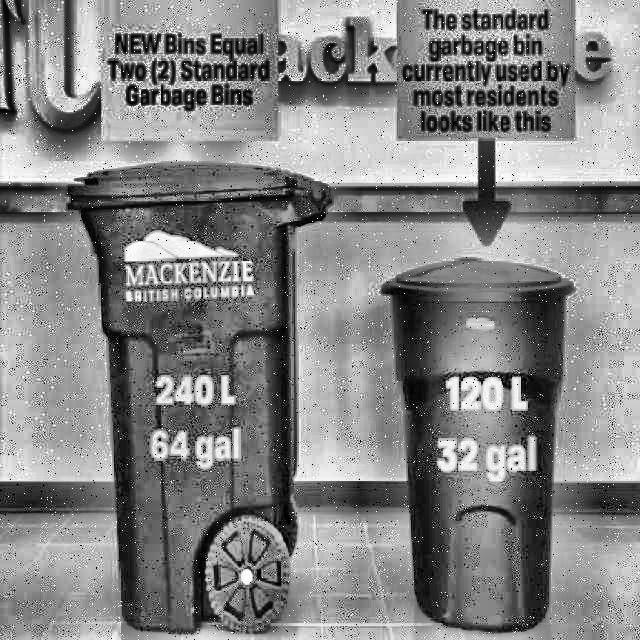 NEW Bins Equal
Two (2) Standard
Garbage Bins
The standard
garbage bin
currently used by
most residents
looks like this
MACKENZIE
BRITISH COLUMBIA
240 L
64 gal
120 L
32 gal